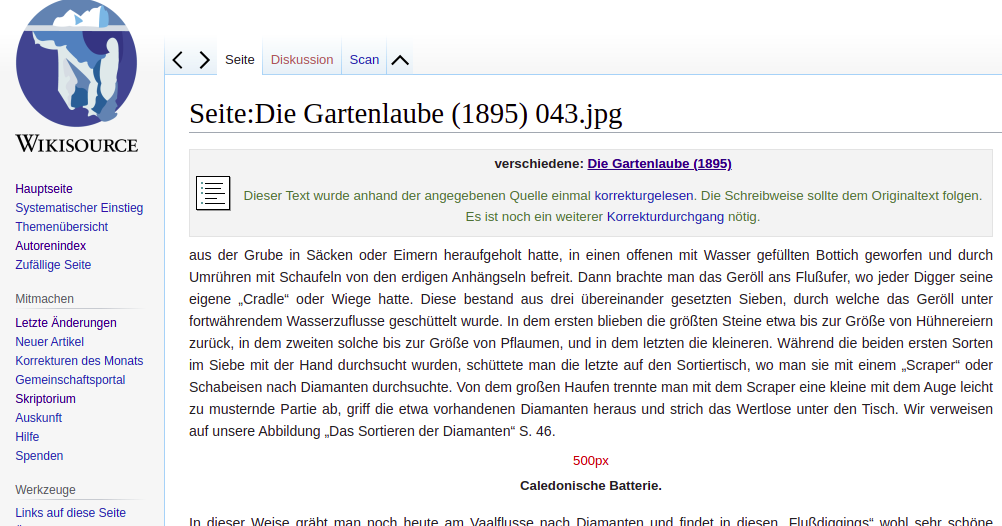 Seite
Diskussion
Scan
WIKISOURCE
Seite:Die Gartenlaube (1895) 043.jpg
verschiedene: Die Gartenlaube (1895)
Dieser Text wurde anhand der angegebenen Quelle einmal korrekturgelesen. Die Schreibweise sollte dem Originaltext folgen.
Es ist noch ein weiterer Korrekturdurchgang nötig.
Hauptseite
Systematischer Einstieg
Themenübersicht
Autorenindex
Zufällige Seite
Mitmachen
Letzte Änderungen
Neuer Artikel
Korrekturen des Monats
Gemeinschaftsportal
Skriptorium
Auskunft
Hilfe
Spenden
Werkzeuge
Links auf diese Seite
aus der Grube in Säcken oder Eimern heraufgeholt hatte, in einen offenen mit Wasser gefüllten Bottich geworfen und durch
Umrühren mit Schaufeln von den erdigen Anhängseln befreit. Dann brachte man das Geröll ans Flußufer, wo jeder Digger seine
eigene „Cradle“ oder Wiege hatte. Diese bestand aus drei übereinander gesetzten Sieben, durch welche das Geröll unter
fortwährendem Wasserzuflusse geschüttelt wurde. In dem ersten blieben die größten Steine etwa bis zur Größe von Hühnereiern
zurück, in dem zweiten solche bis zur Größe von Pflaumen, und in dem letzten die kleineren. Während die beiden ersten Sorten
im Siebe mit der Hand durchsucht wurden, schüttete man die letzte auf den Sortiertisch, wo man sie mit einem „Scraper“ oder
Schabeisen nach Diamanten durchsuchte. Von dem großen Haufen trennte man mit dem Scraper eine kleine mit dem Auge leicht
zu musternde Partie ab, griff die etwa vorhandenen Diamanten heraus und strich das Wertlose unter den Tisch. Wir verweisen
auf unsere Abbildung „Das Sortieren der Diamanten“ S. 46.
500px
Caledonische Batterie.
In dieser Weise gräbt man noch heute am Vaalflusse nach Diamanten und findet in diesen „Flußdiggings“ wohl sehr schöne